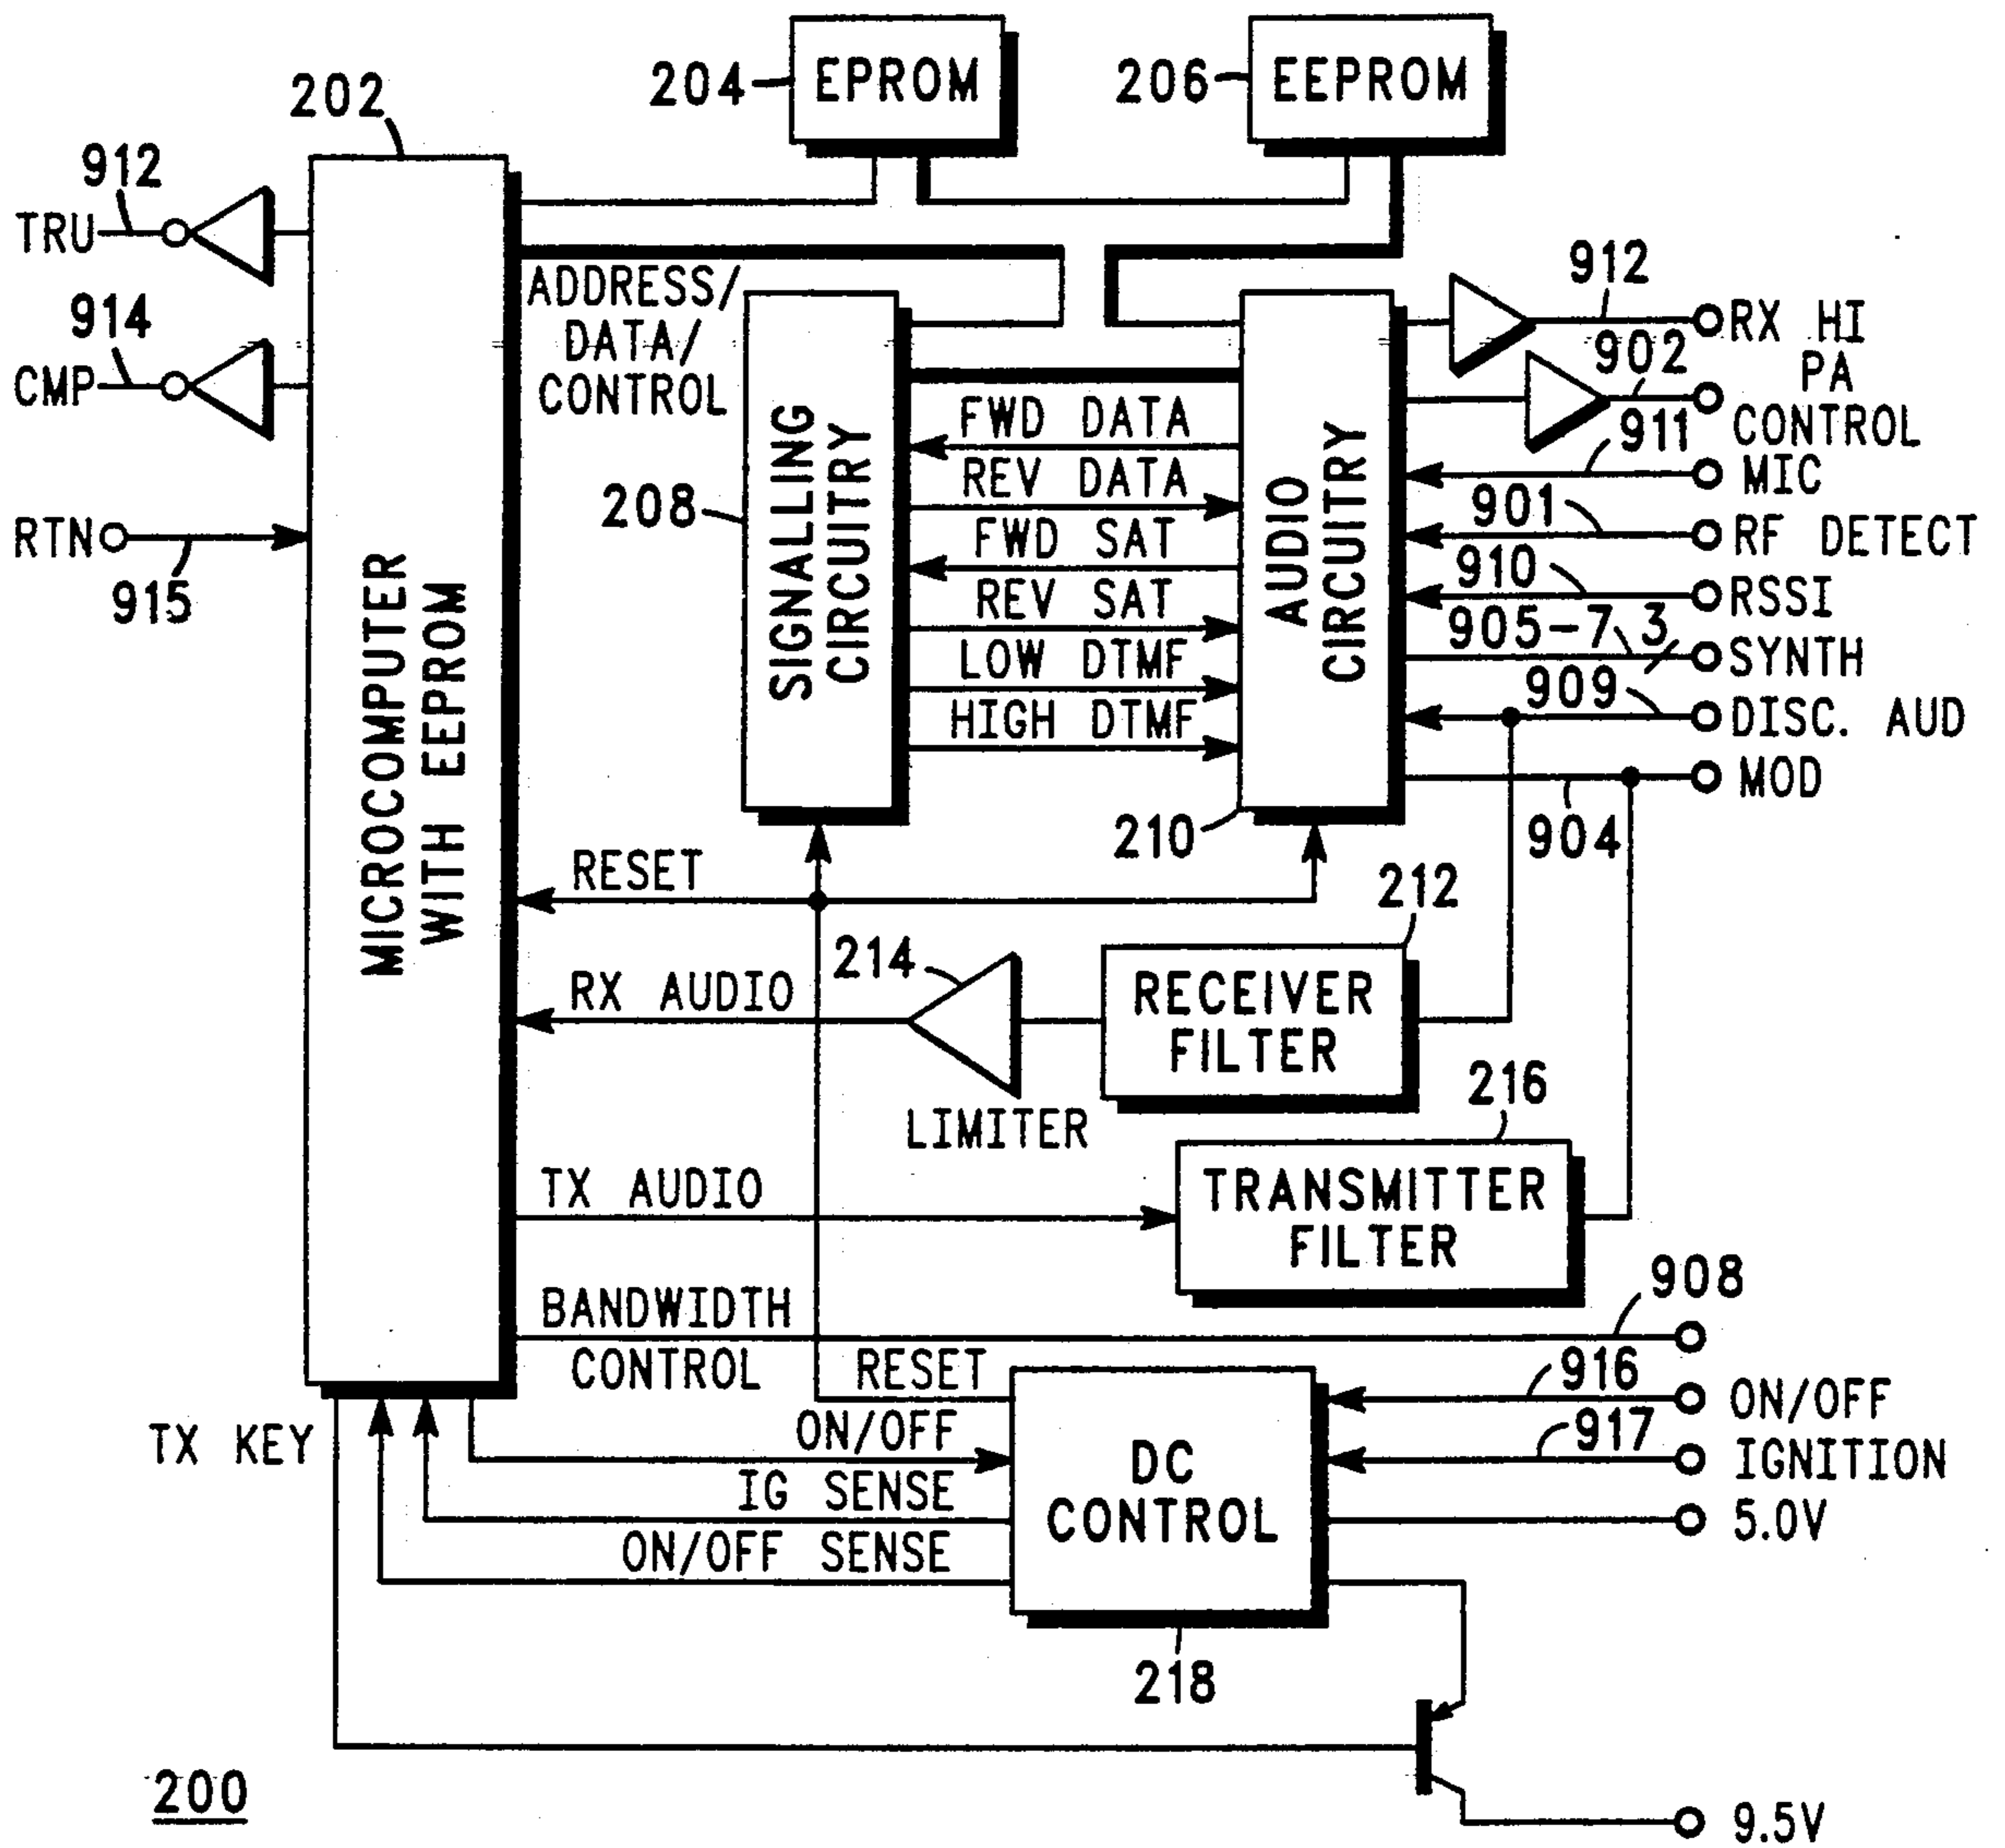 204
EPROM
206
EEPROM
202
912
TRU
914
CMP
RTN
915
MICROCOMPUTER
WITH EEPROM
ADDRESS/
DATA/
CONTROL
208
SIGNALLING
CIRCUITRY
FWD DATA
REV DATA
FWD SAT
REV SAT
LOW DTMF
HIGH DTMF
AUDIO
CIRCUITRY
210
912
RX HI
902
PA
CONTROL
911
MIC
901
RF DETECT
910
RSSI
905-7
3
SYNTH
909
DISC. AUD
MOD
904
RESET
212
214
RX AUDIO
RECEIVER
FILTER
LIMITER
216
TX AUDIO
TRANSMITTER
FILTER
908
BANDWIDTH
CONTROL
RESET
916
ON/OFF
917
IGNITION
5.0V
TX KEY
ON/OFF
IG SENSE
ON/OFF SENSE
DC
CONTROL
218
200
9.5V